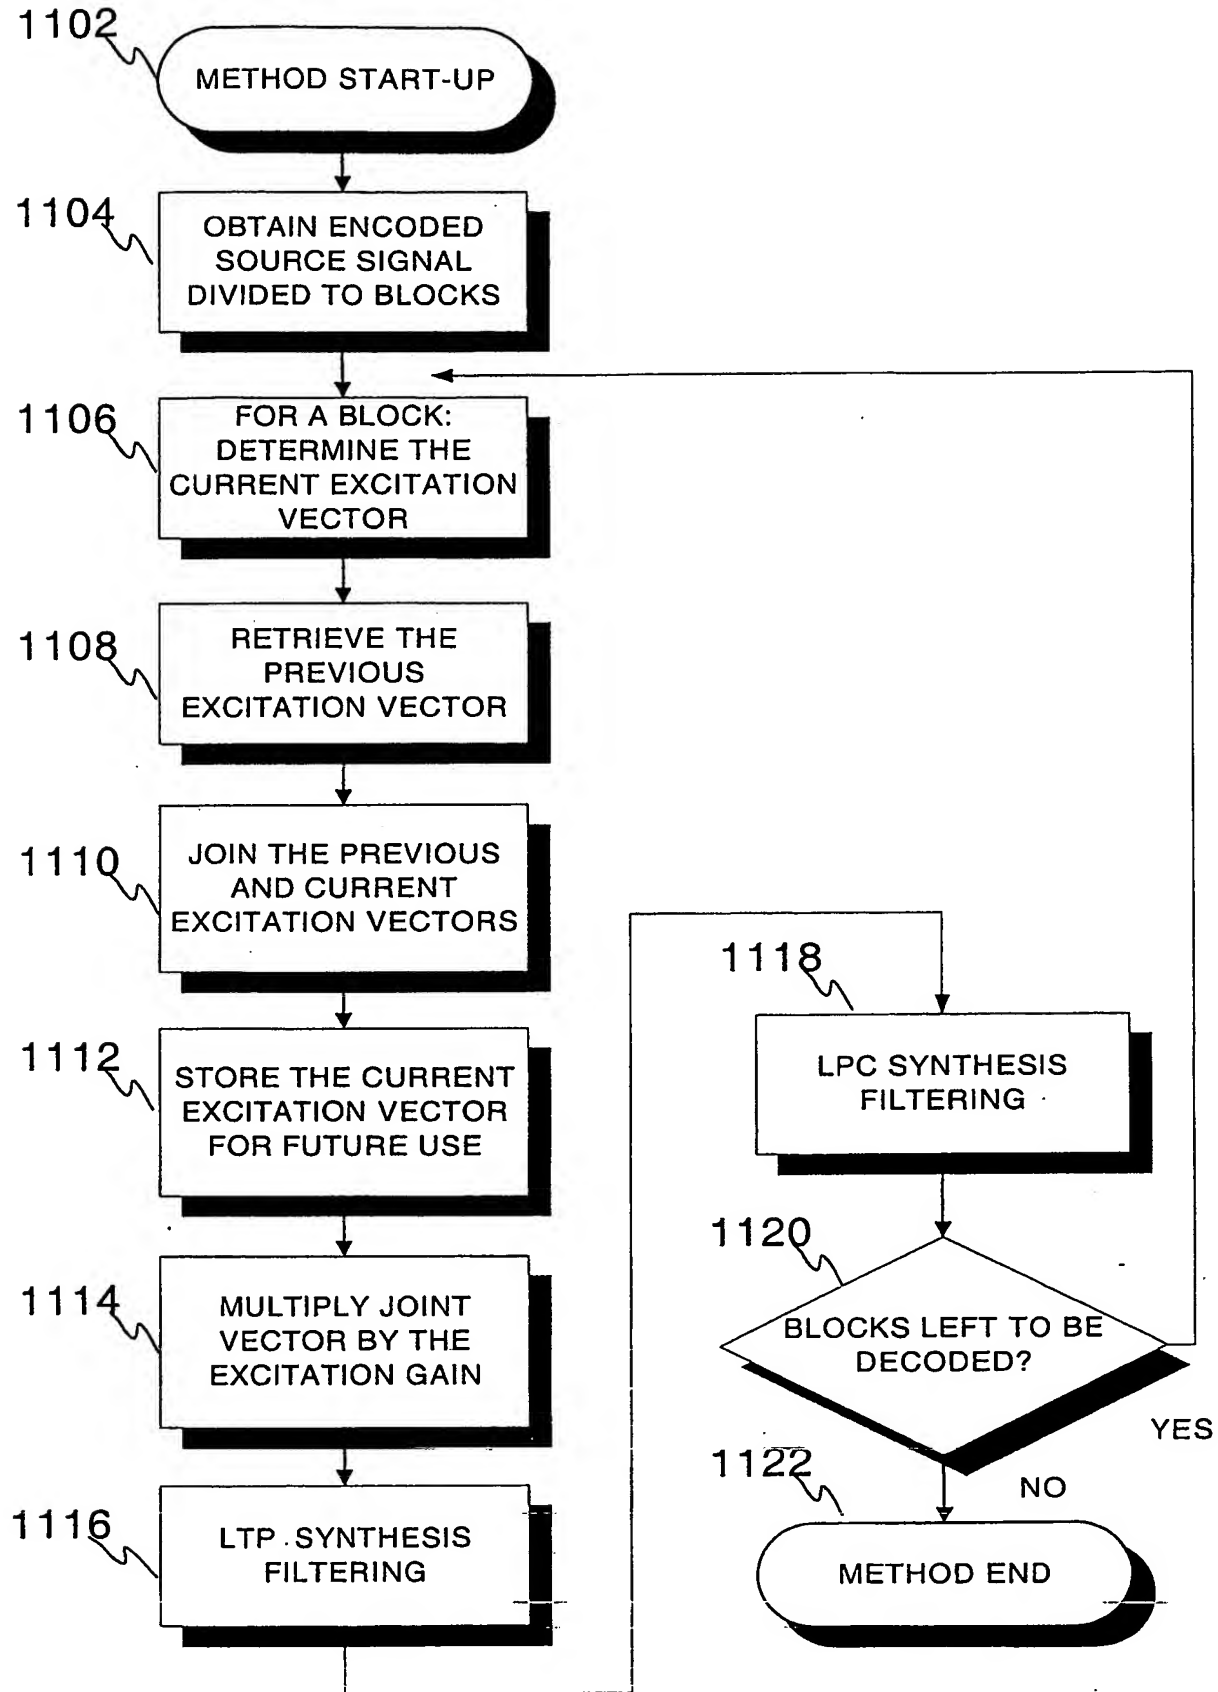 1102
METHOD START-UP
1104
OBTAIN ENCODED
SOURCE SIGNAL
DIVIDED TO BLOCKS
1106
FOR A BLOCK:
DETERMINE THE
CURRENT EXCITATION
VECTOR
1108
RETRIEVE THE
PREVIOUS
EXCITATION VECTOR
1110
JOIN THE PREVIOUS
AND CURRENT
EXCITATION VECTORS
1112
STORE THE CURRENT
EXCITATION VECTOR
FOR FUTURE USE
1114
MULTIPLY JOINT
VECTOR BY THE
EXCITATION GAIN
1116
LTP SYNTHESIS
FILTERING
1118
LPC SYNTHESIS
FILTERING
1120
BLOCKS LEFT TO BE
DECODED?
YES
NO
1122
METHOD END